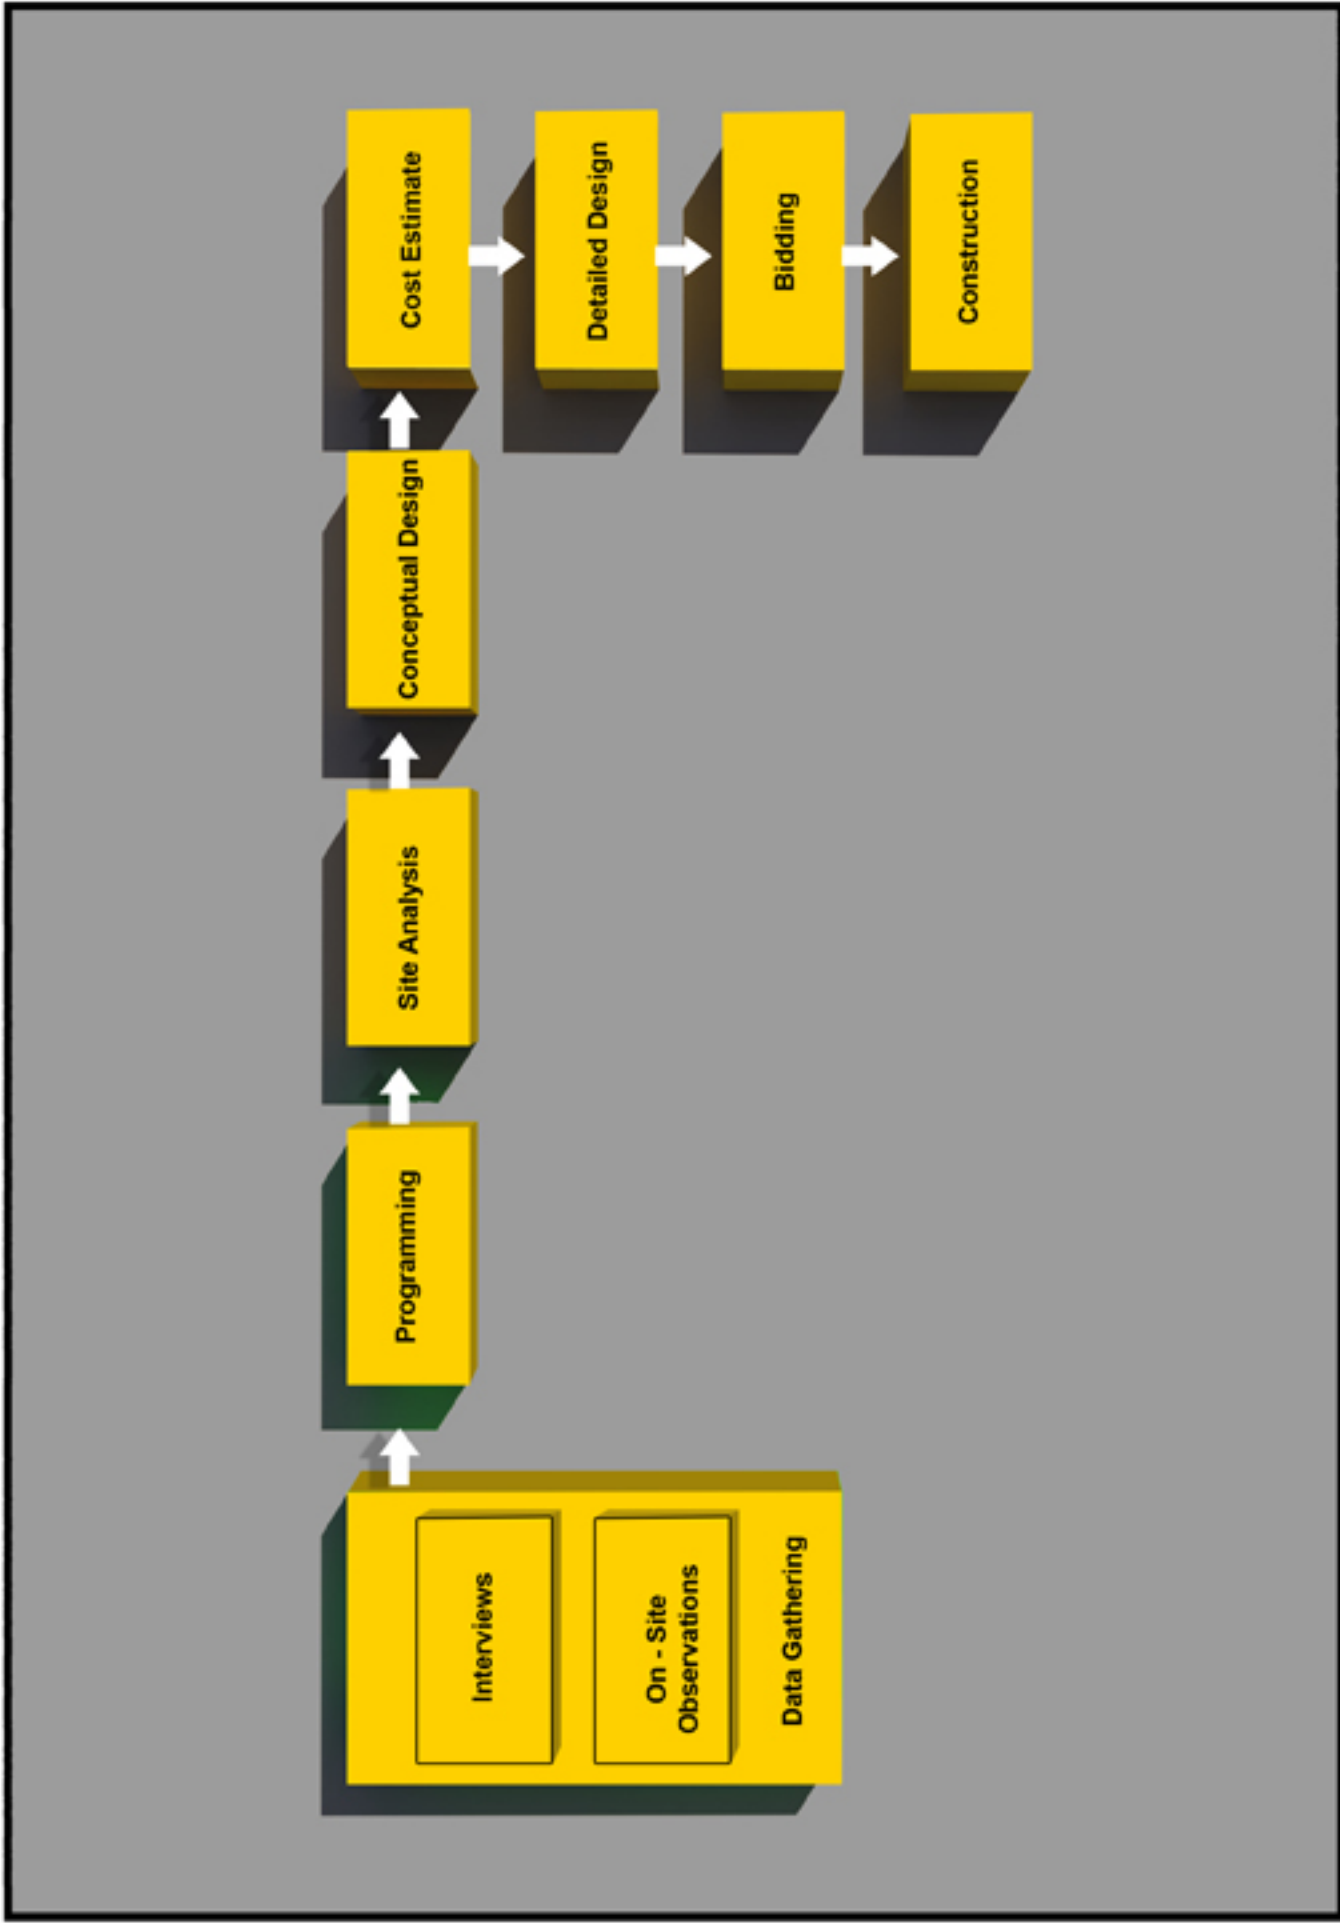 Interviews
On - Site
Observations
Data Gathering
Programming
Site Analysis
Conceptual Design
Cost Estimate
Detailed Design
Bidding
Construction